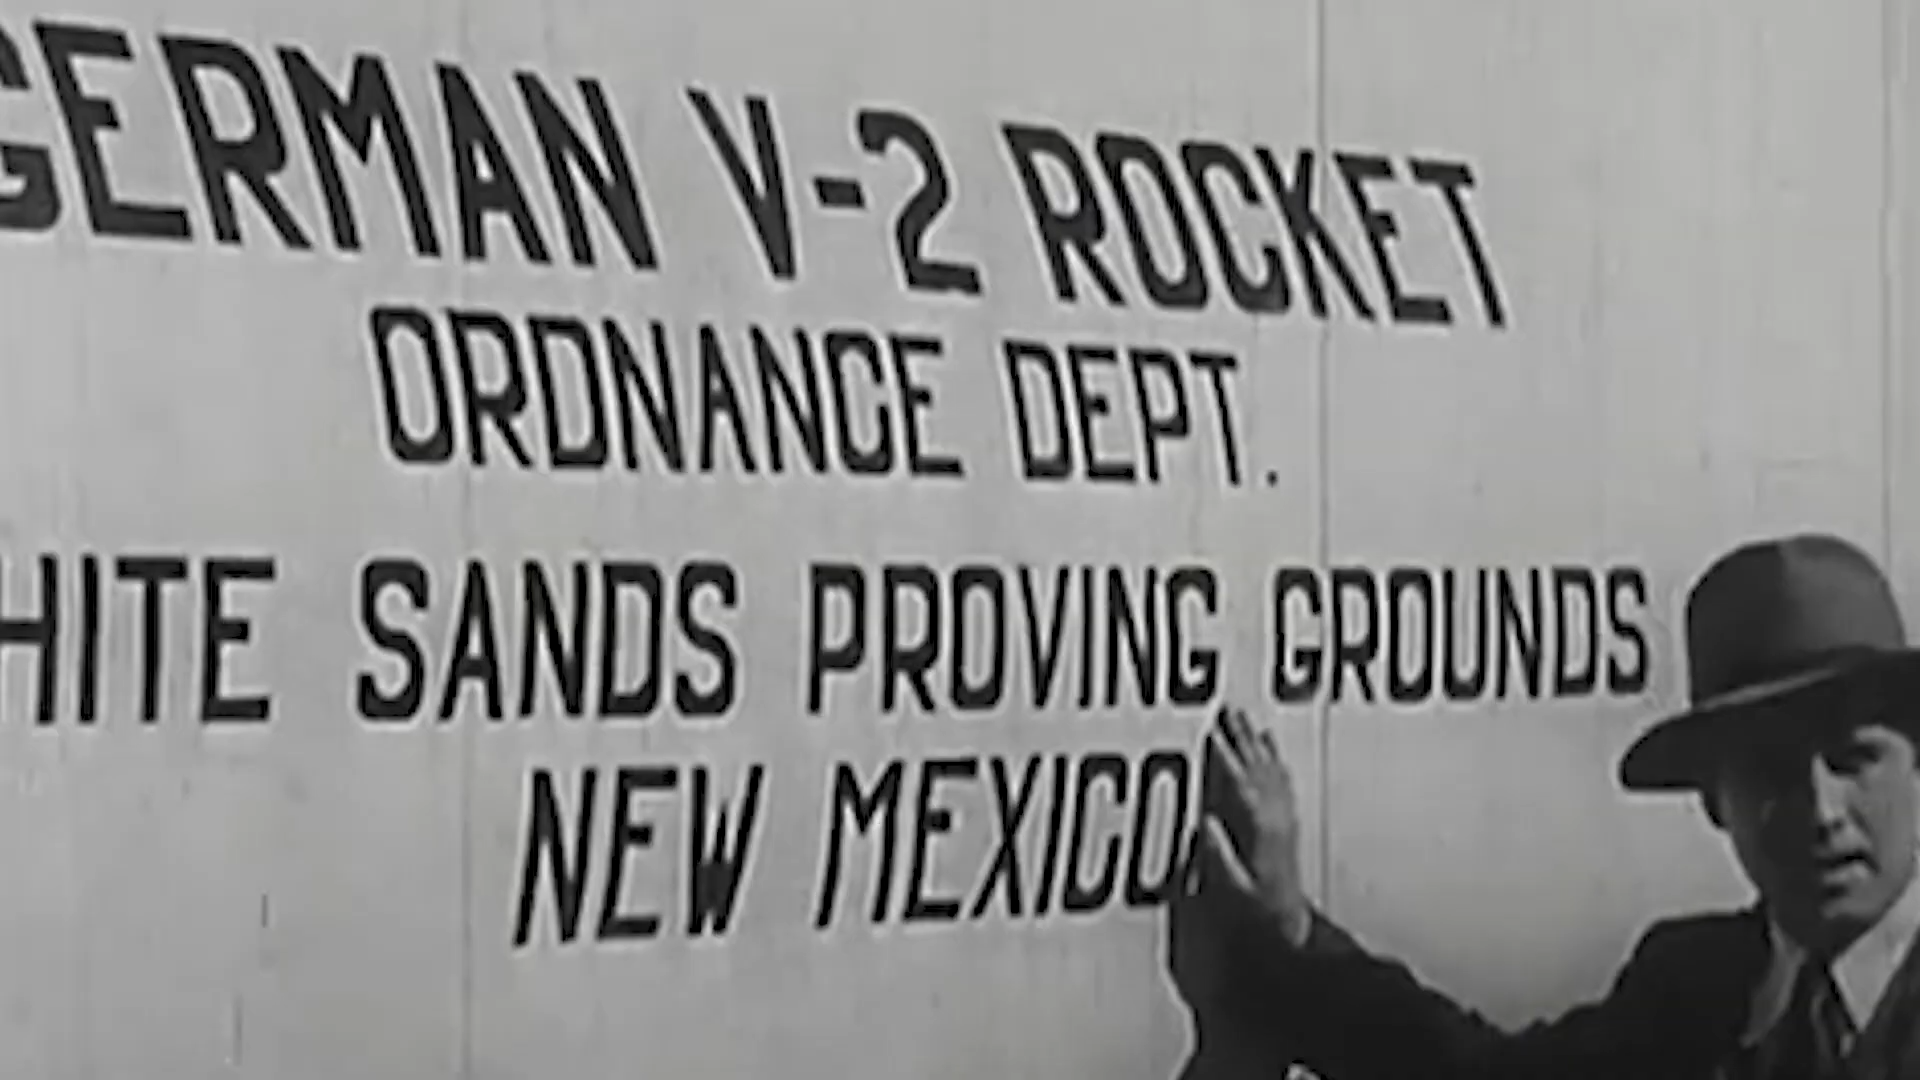 GERMAN V-2 ROCKET
ORDNANCE DEPT.
HITE SANDS PROVING GROUNDS
NEW MEXICO